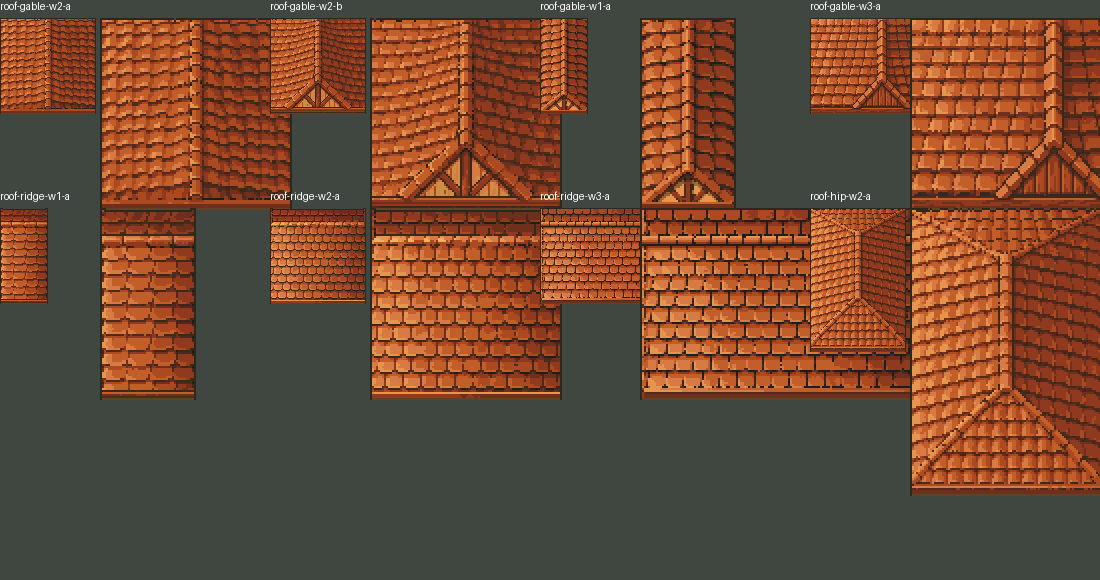 roof-gable-w2-a
roof-gable-w2-b
roof-gable-w1-a
roof-gable-w3-a
roof-ridge-w1-a
roof-ridge-w2-a
roof-ridge-w3-a
roof-hip-w2-a